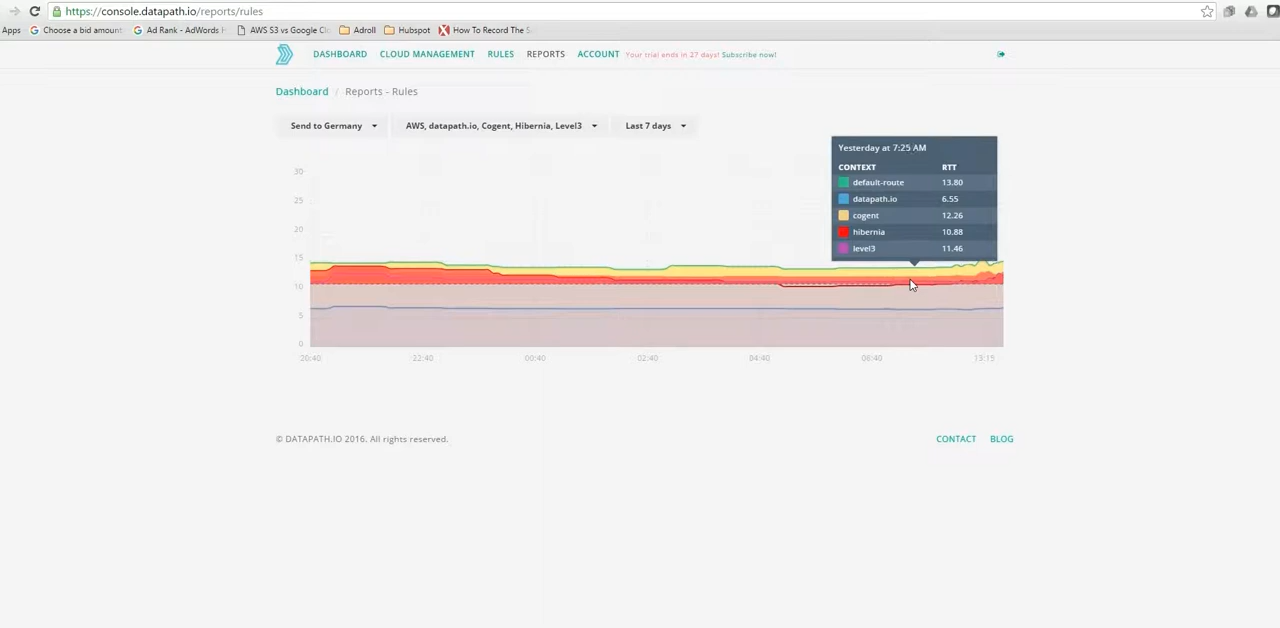 https://console.datapath.io/reports/rules
Apps Choose a bid amount Ad Rank - AdWords H AWS S3 vs Google Clo Adroll Hubspot How To Record The S
DASHBOARD CLOUD MANAGEMENT RULES REPORTS ACCOUNT Your trial ends in 27 days! Subscribe now!
Dashboard / Reports - Rules
Send to Germany AWS, datapath.io, Cogent, Hibernia, Level3 Last 7 days
Yesterday at 7:25 AM
CONTEXT RTT
default-route 13.80
datapath.io 6.55
cogent 12.26
hibernia 10.88
level3 11.46
30
25
20
15
10
5
0
20:40 22:40 00:40 02:40 04:40 08:40 13:15
© DATAPATH.IO 2016. All rights reserved. CONTACT BLOG